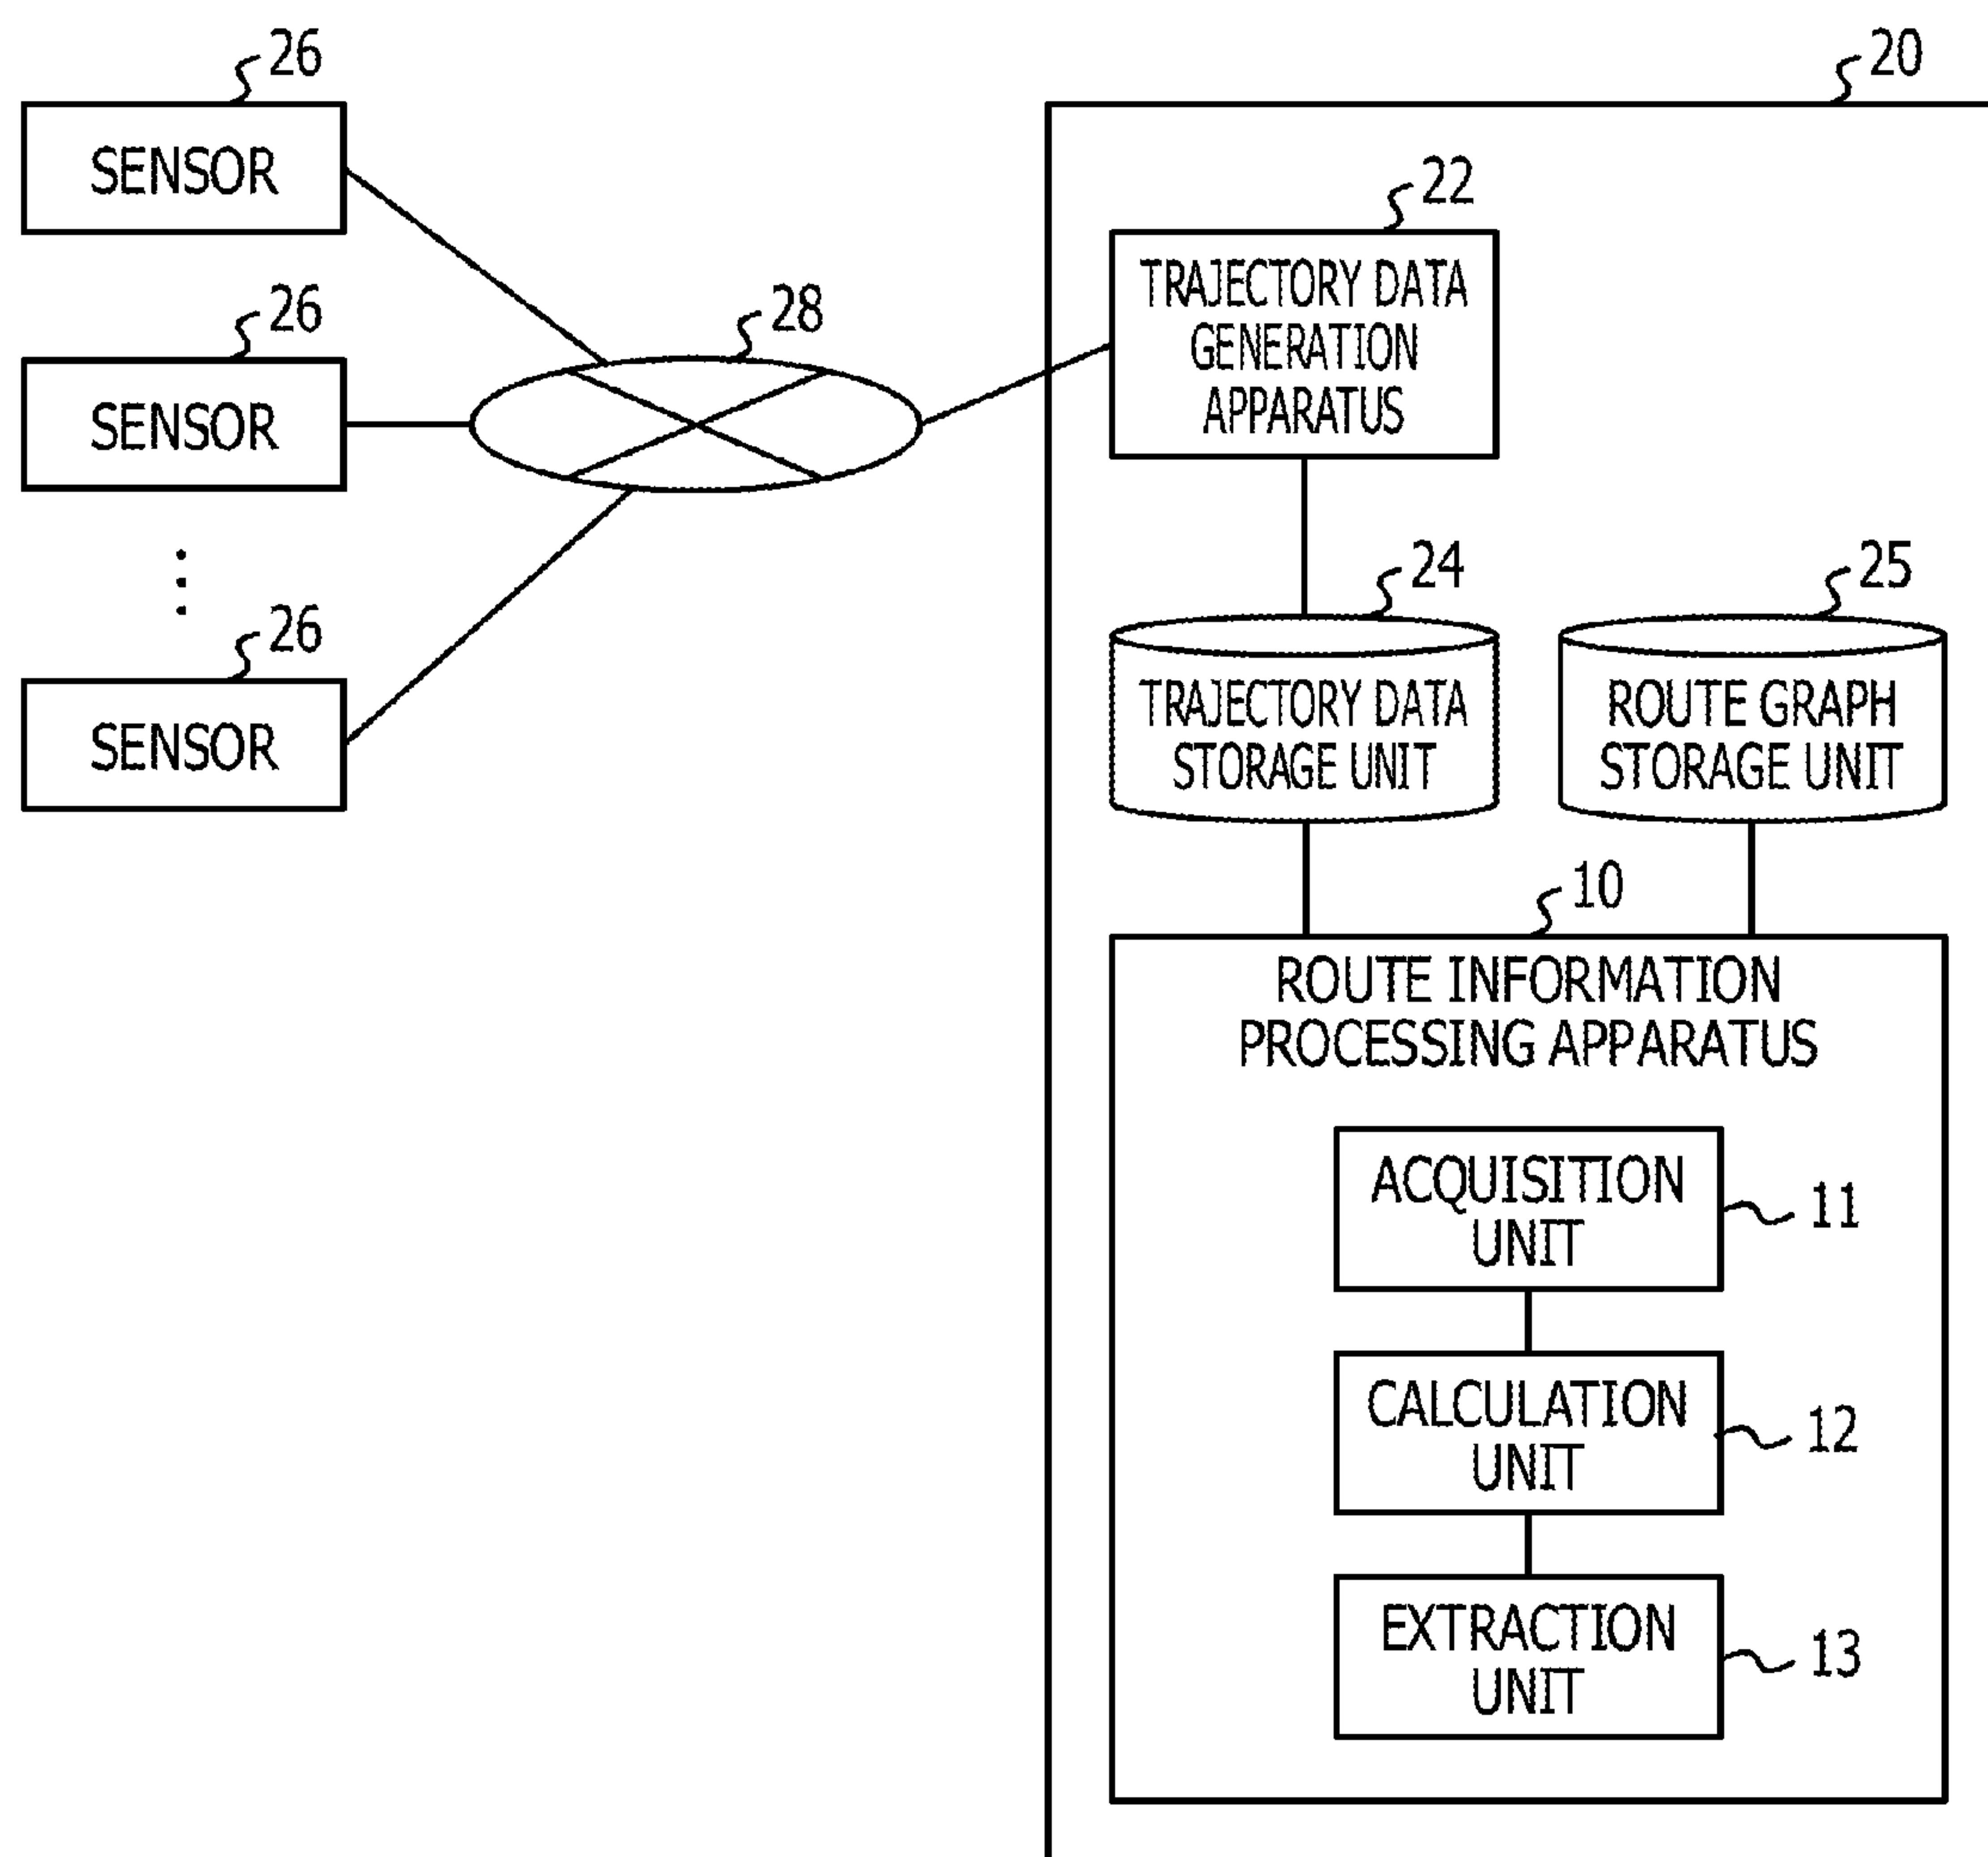 26
SENSOR
26
SENSOR
26
SENSOR
28
20
22
TRAJECTORY DATA
GENERATION
APPARATUS
24
TRAJECTORY DATA
STORAGE UNIT
25
ROUTE GRAPH
STORAGE UNIT
10
ROUTE INFORMATION
PROCESSING APPARATUS
ACQUISITION
UNIT
11
CALCULATION
UNIT
12
EXTRACTION
UNIT
13